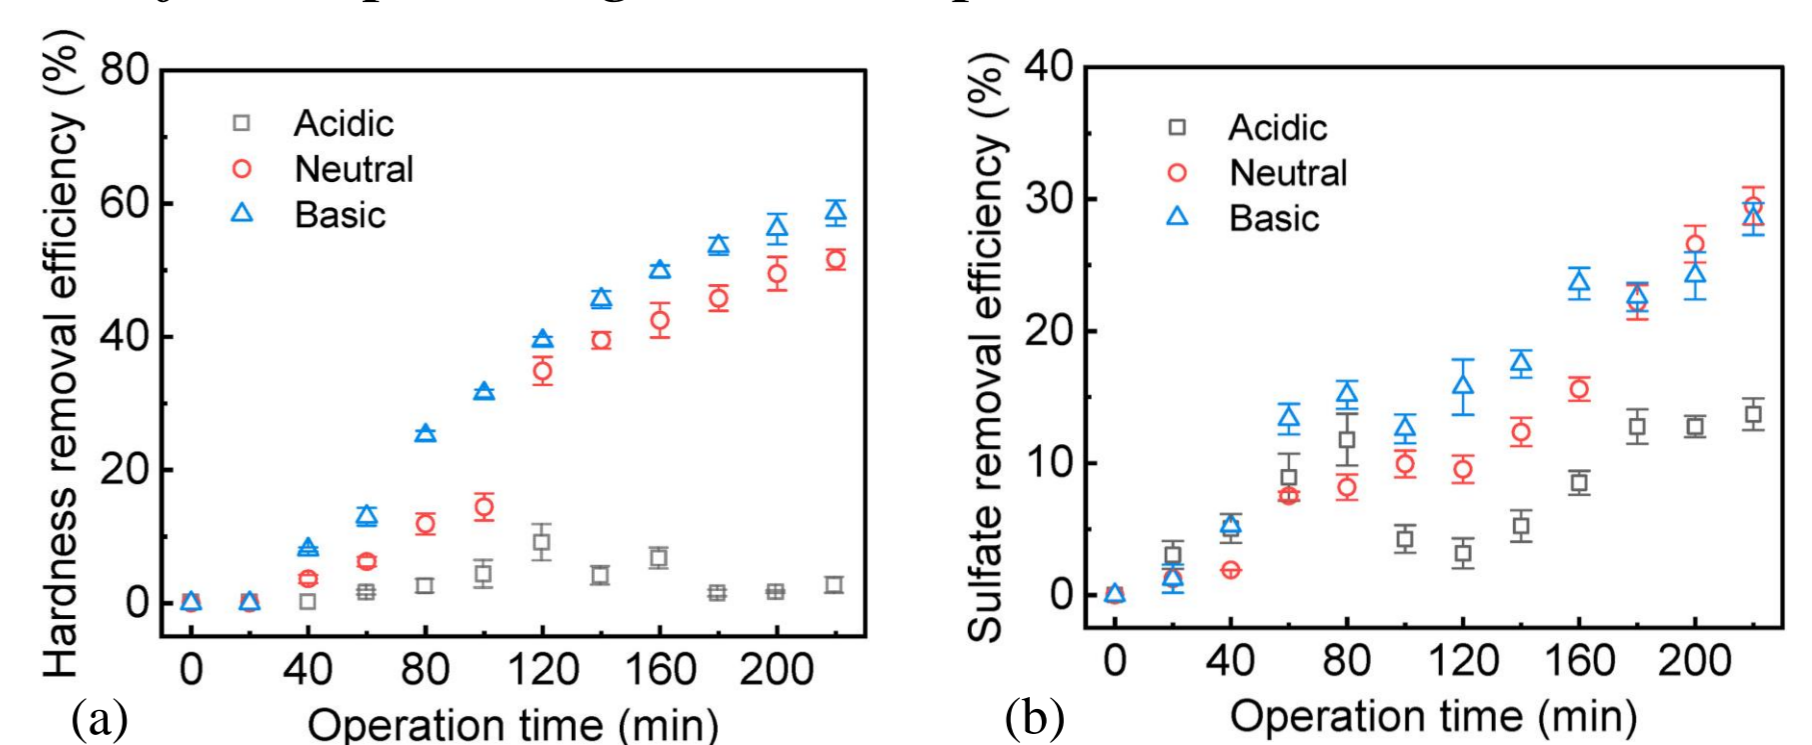 Hardness removal efficiency (%)
80
60
40
20
0
Acidic
Neutral
Basic
0 40 80 120 160 200
Operation time (min)
(a)
Sulfate removal efficiency (%)
40
30
20
10
0
Acidic
Neutral
Basic
0 40 80 120 160 200
Operation time (min)
(b)